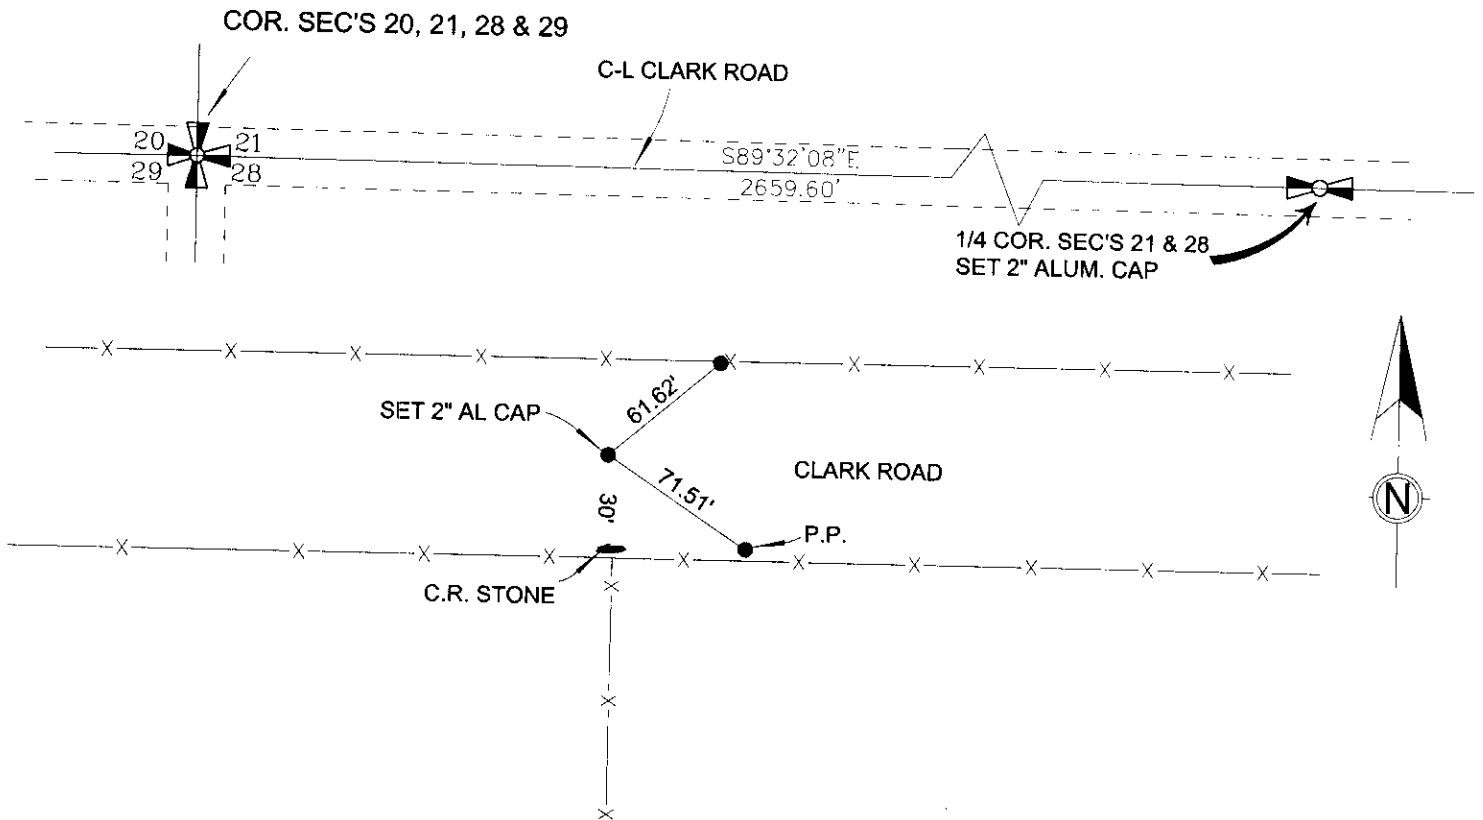 COR. SEC'S 20, 21, 28 & 29
C-L CLARK ROAD
20
21
29
28
S89°32'08"E
2659.60'
1/4 COR. SEC'S 21 & 28
SET 2" ALUM. CAP
61.62'
SET 2" AL CAP
CLARK ROAD
71.51'
30'
P.P.
C.R. STONE
N